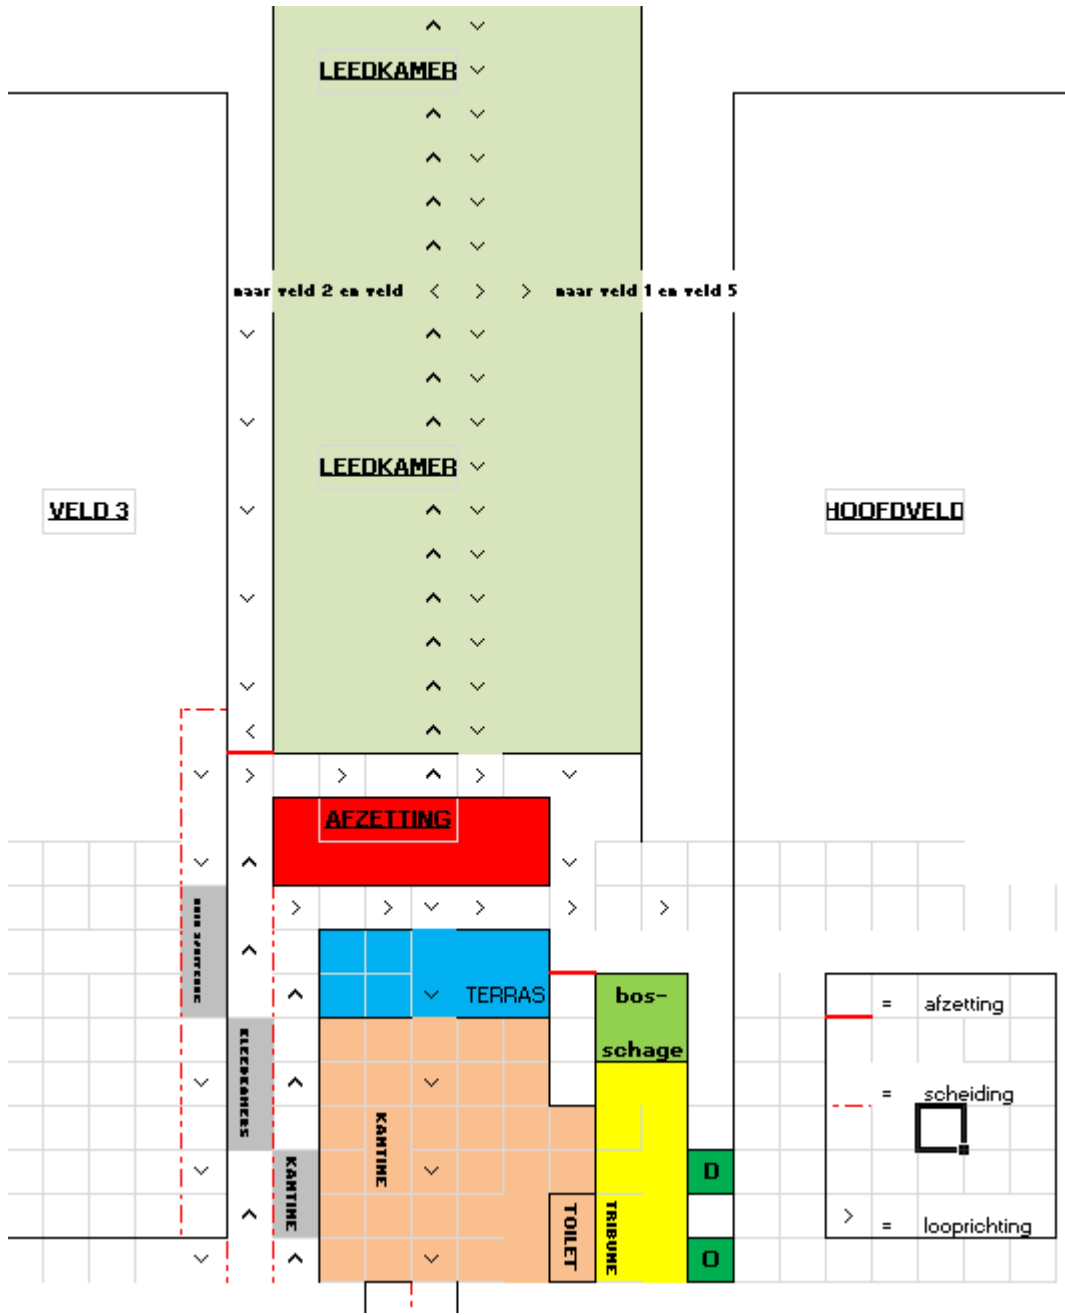 LEEDKAMER
naar veld 2 en veld
naar veld 1 en veld 5
LEEDKAMER
VELD 3
HOOFDVELD
AFZETTING
TERRAS
bos-
schage
= afzetting
= scheiding
= looprichting
KLEEDKAMERS
KANTINE
KANTINE
TOILET
TRIBUNE
D
O